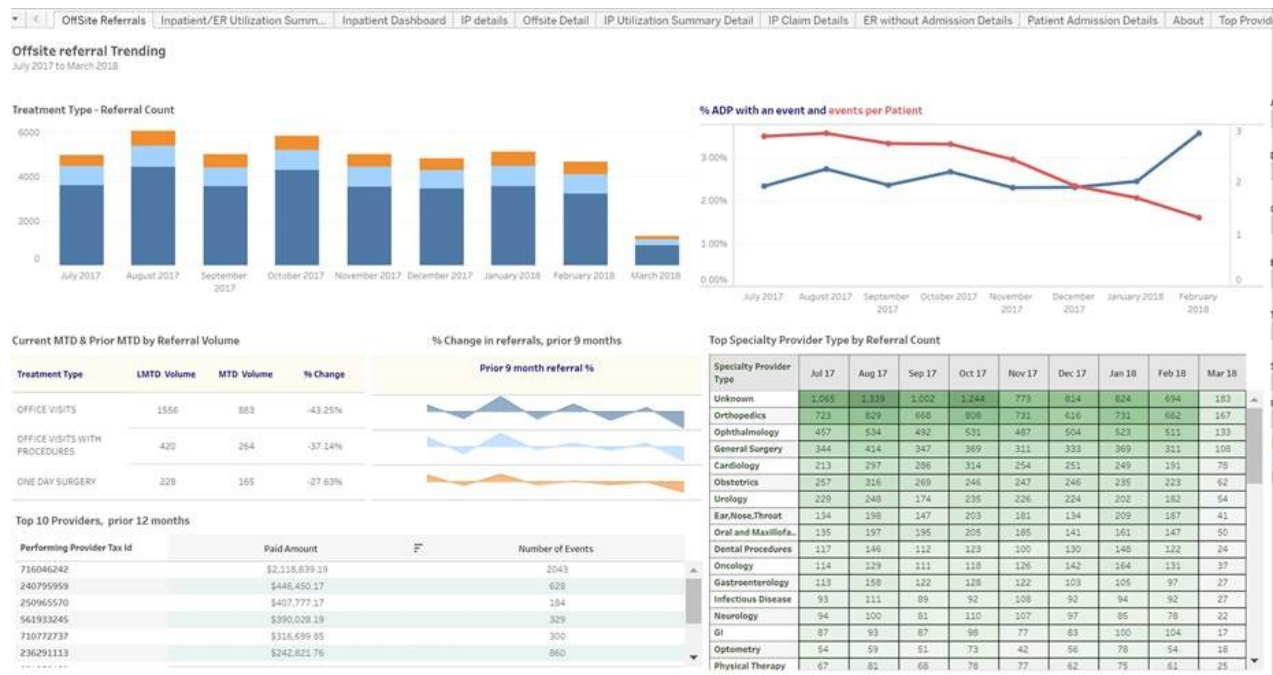 OffSite Referrals Inpatient/ER Utilization Summ... Inpatient Dashboard IP details Offsite Detail IP Utilization Summary Detail IP Claim Details ER without Admission Details Patient Admission Details About Top Provid
Offsite referral Trending
July 2017 to March 2018
Treatment Type - Referral Count
6000
4000
2000
0
July 2017 August 2017 September 2017 October 2017 November 2017 December 2017 January 2018 February 2018 March 2018
% ADP with an event and events per Patient
3.00%
2.00%
1.00%
0.00%
3
2
1
0
July 2017 August 2017 September 2017 October 2017 November 2017 December 2017 January 2018 February 2018
Current MTD & Prior MTD by Referral Volume
Treatment Type LMTD Volume MTD Volume % Change
OFFICE VISITS 1556 883 -43.25%
OFFICE VISITS WITH PROCEDURES 420 264 -37.14%
ONE DAY SURGERY 228 165 -27.63%
% Change in referrals, prior 9 months
Prior 9 month referral %
Top 10 Providers, prior 12 months
Performing Provider Tax Id Paid Amount Number of Events
716046242 $2,118,839.19 2043
240795959 $446,450.17 628
250965570 $407,777.17 184
561933245 $390,028.19 329
710772737 $316,699.85 300
236291113 $242,821.76 860
Top Specialty Provider Type by Referral Count
Specialty Provider Type Jul 17 Aug 17 Sep 17 Oct 17 Nov 17 Dec 17 Jan 18 Feb 18 Mar 18
Unknown 1,065 1,339 1,002 1,244 773 814 824 694 183
Orthopedics 723 829 668 808 731 616 731 662 167
Ophthalmology 457 534 492 531 487 504 523 511 133
General Surgery 344 414 347 369 311 333 369 311 108
Cardiology 213 297 286 314 254 251 249 191 78
Obstetrics 257 316 269 246 247 246 235 223 62
Urology 229 248 174 235 226 224 202 182 54
Ear,Nose,Throat 134 198 147 203 181 134 209 187 41
Oral and Maxillofa.. 135 197 195 205 185 141 161 147 50
Dental Procedures 117 146 112 123 100 130 148 122 24
Oncology 114 129 111 118 126 142 164 131 37
Gastroenterology 113 158 122 128 122 103 105 97 27
Infectious Disease 93 111 89 92 108 92 94 92 27
Neurology 94 100 81 110 107 97 85 78 22
GI 87 93 87 98 77 83 100 104 17
Optometry 54 59 51 73 42 56 78 54 18
Physical Therapy 67 81 68 78 77 62 75 61 25